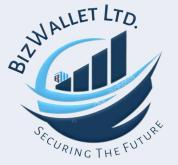 BizWallet Ltd.
Securing The Future